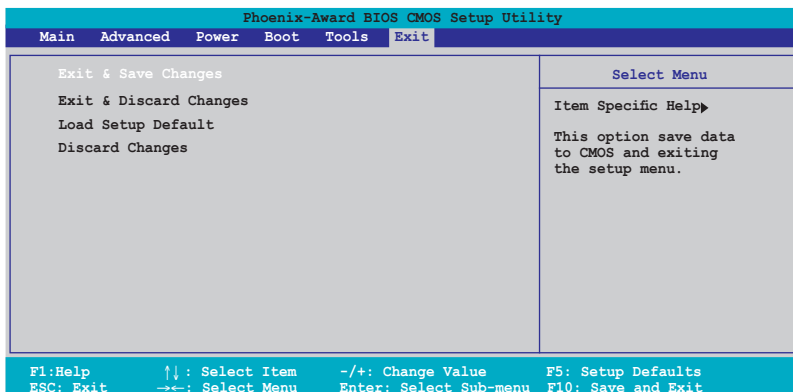 Phoenix-Award BIOS CMOS Setup Utility
Main Advanced Power Boot Tools Exit
Exit & Save Changes
Exit & Discard Changes
Load Setup Default
Discard Changes
Select Menu
Item Specific Help▶
This option save data
to CMOS and exiting
the setup menu.
F1:Help ↑↓: Select Item -/+: Change Value F5: Setup Defaults
ESC: Exit →←: Select Menu Enter: Select Sub-menu F10: Save and Exit